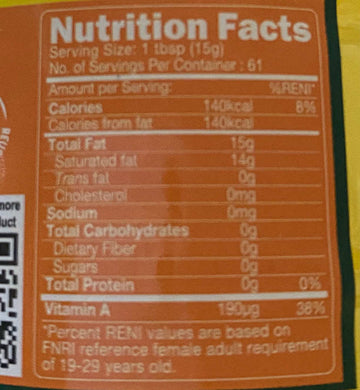 Nutrition Facts
Serving Size: 1 tbsp (15g)
No. of Servings Per Container : 61
Amount per Serving: %RENI*
Calories 140kcal 8%
Calories from fat 140kcal
Total Fat 15g
Saturated fat 14g
Trans fat 0g
Cholesterol 0mg
Sodium 0mg
Total Carbohydrates 0g
Dietary Fiber 0g
Sugars 0g
Total Protein 0g 0%
Vitamin A 190µg 38%
*Percent RENI values are based on
FNRI reference female adult requirement
of 19-29 years old.
more